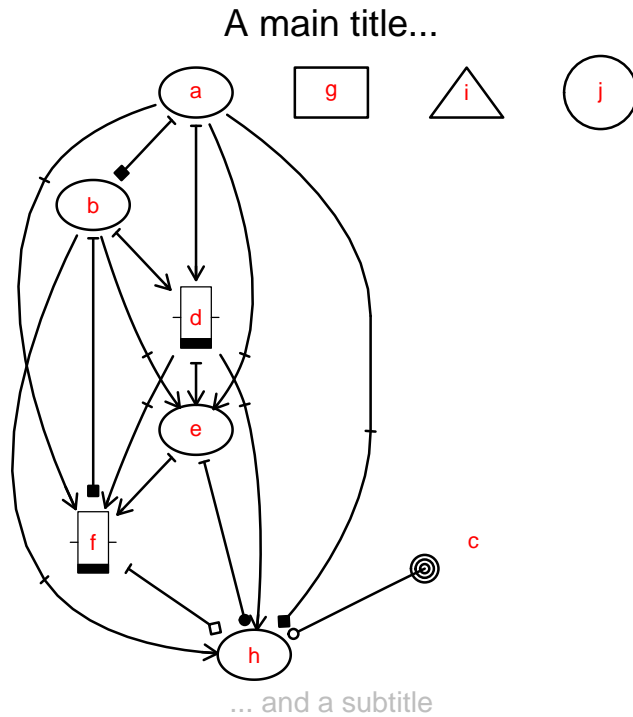 A main title...
a g i j
b
d
e
f c
h
... and a subtitle